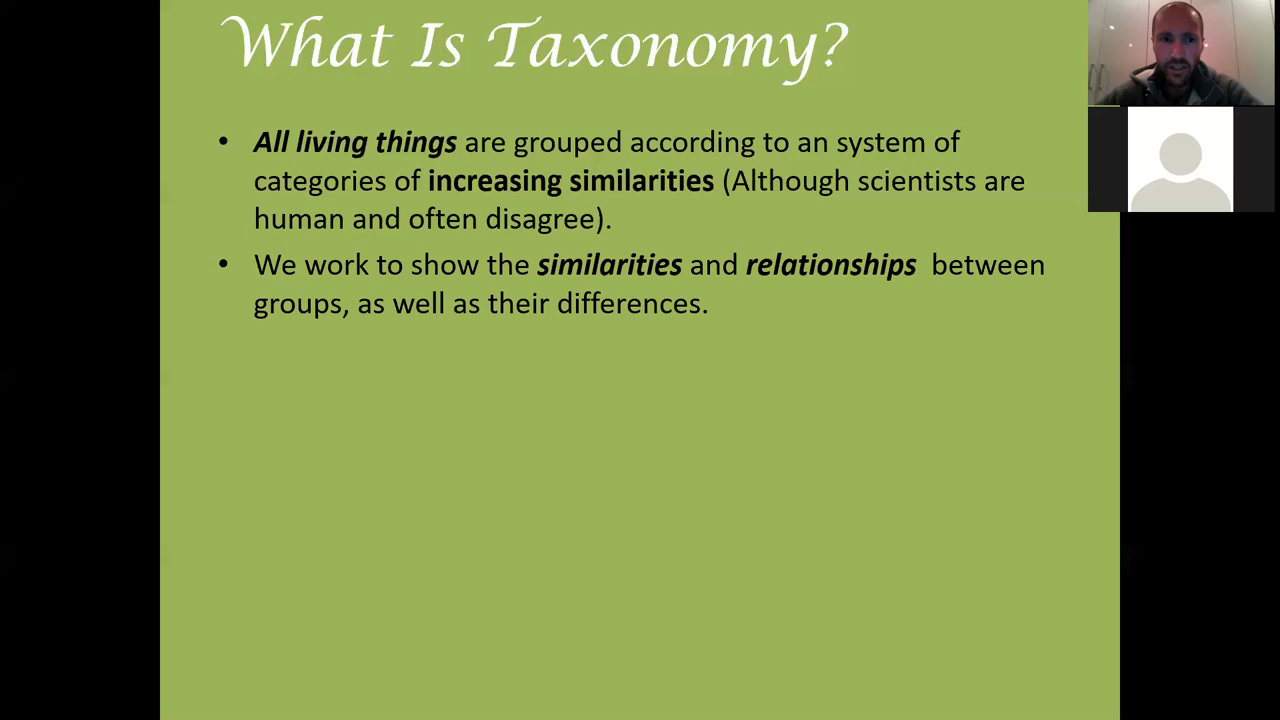 What Is Taxonomy?
• All living things are grouped according to an system of
categories of increasing similarities (Although scientists are
human and often disagree).
• We work to show the similarities and relationships between
groups, as well as their differences.